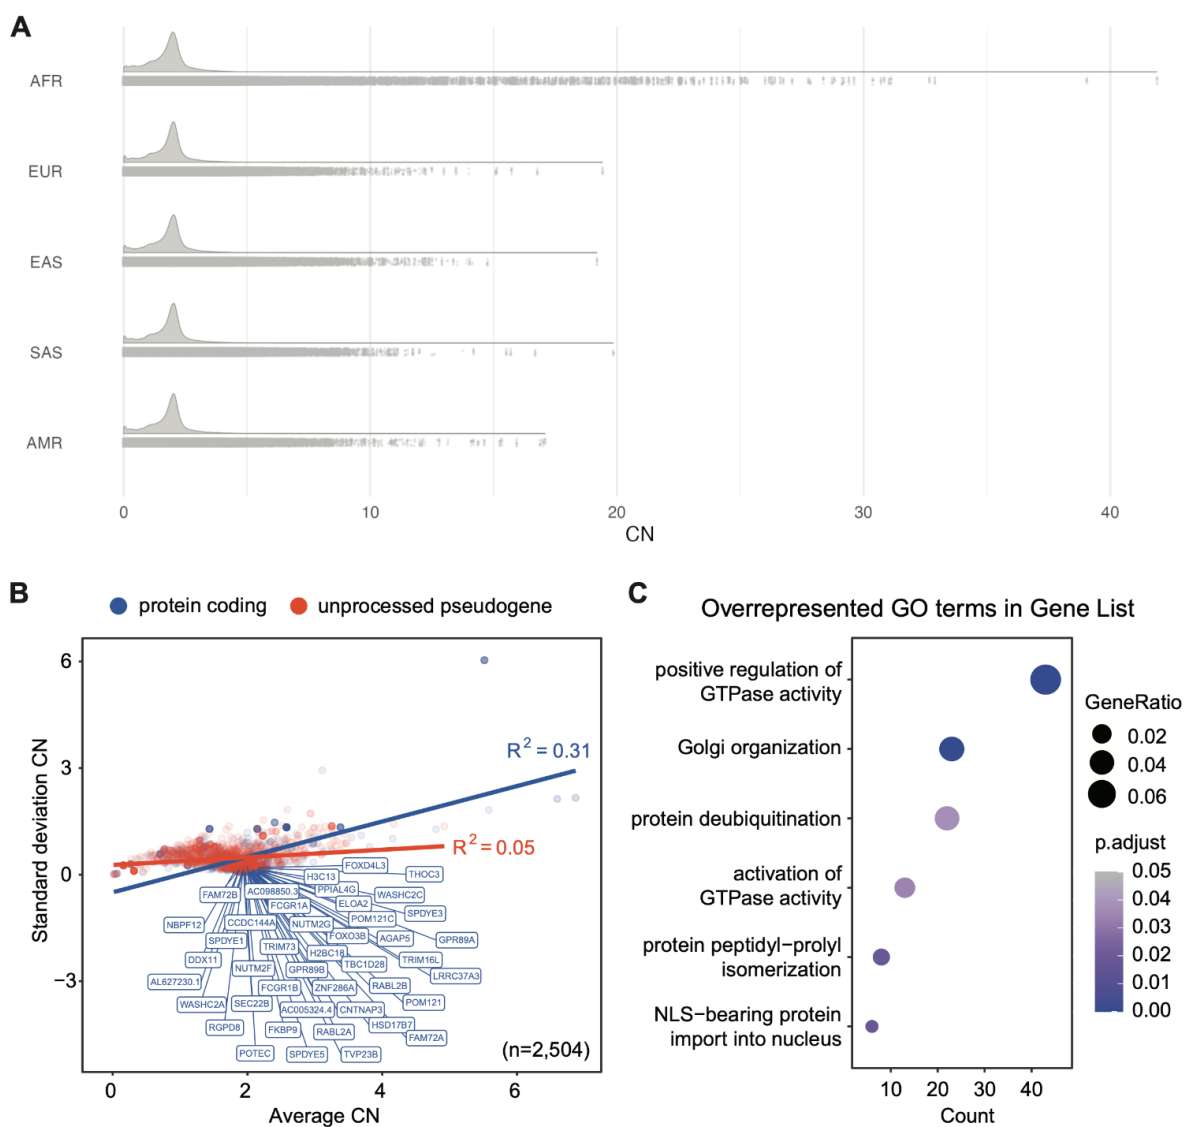 A
AFR
EUR
EAS
SAS
AMR
0 10 20 30 40
CN
B
protein coding unprocessed pseudogene
6
3
0
−3
Standard deviation CN
R² = 0.31
R² = 0.05
FOXD4L3
H3C13
THOC3
FAM72B
AC098850.3
PPIAL4G
WASHC2C
FCGR1A
ELOA2
SPDYE3
NBPF12
CCDC144A
NUTM2G
POM121C
SPDYE1
TRIM73
FOXO3B
AGAP5
GPR89A
DDX11
H2BC18
TBC1D28
TRIM16L
AL627230.1
NUTM2F
GPR89B
LRRC37A3
FCGR1B
ZNF286A
RABL2B
WASHC2A
SEC22B
AC005324.4
CNTNAP3
POM121
RGPD8
FKBP9
RABL2A
HSD17B7
FAM72A
POTEC
SPDYE5
TVP23B
(n=2,504)
0 2 4 6
Average CN
C
Overrepresented GO terms in Gene List
positive regulation of
GTPase activity
Golgi organization
protein deubiquitination
activation of
GTPase activity
protein peptidyl−prolyl
isomerization
NLS−bearing protein
import into nucleus
10 20 30 40
Count
GeneRatio
0.02
0.04
0.06
p.adjust
0.05
0.04
0.03
0.02
0.01
0.00